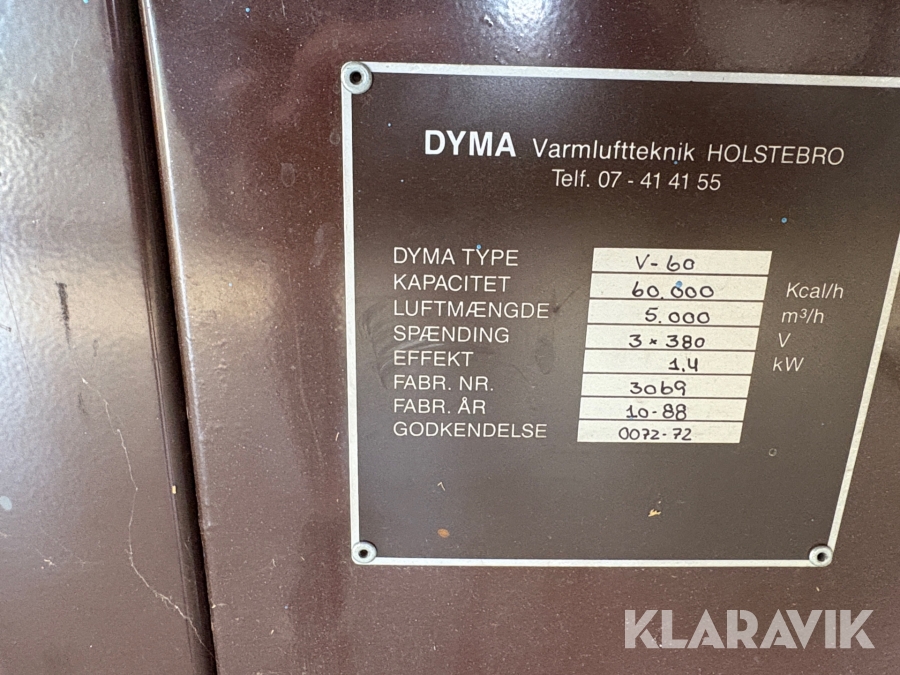 DYMA Varmluftteknik HOLSTEBRO
Telf. 07 - 41 41 55
DYMA TYPE V-60
KAPACITET 60.000 Kcal/h
LUFTMÆNGDE 5.000 m³/h
SPÆNDING 3 × 380 V
EFFEKT 1,4 kW
FABR. NR. 3069
FABR. ÅR 10-88
GODKENDELSE 0072-72
KLARAVIK